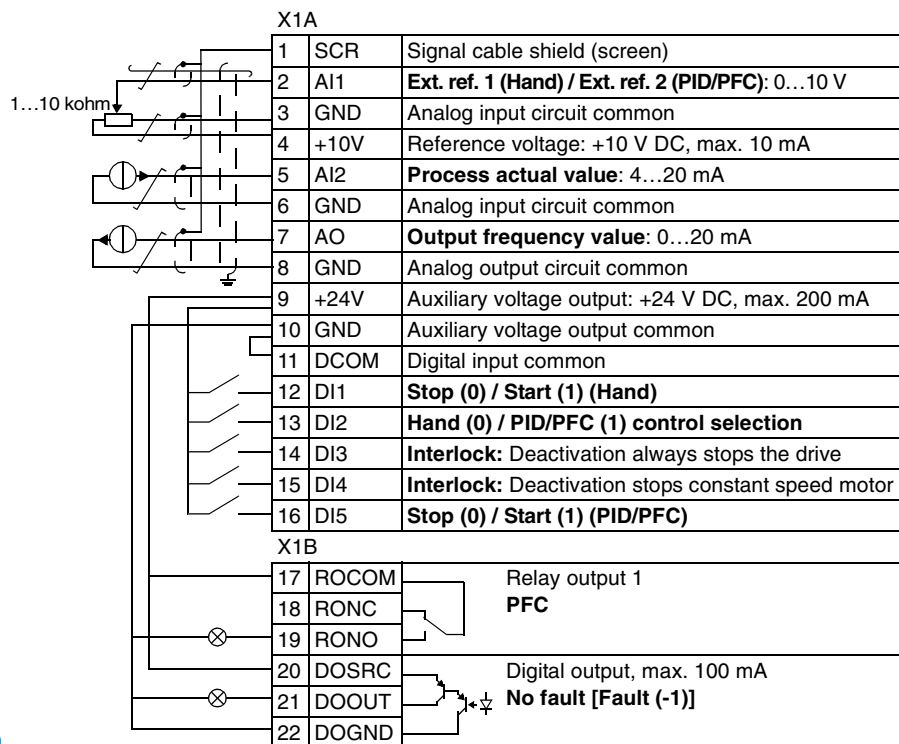 X1A
1 SCR Signal cable shield (screen)
2 AI1 Ext. ref. 1 (Hand) / Ext. ref. 2 (PID/PFC): 0…10 V
1…10 kohm
3 GND Analog input circuit common
4 +10V Reference voltage: +10 V DC, max. 10 mA
5 AI2 Process actual value: 4…20 mA
6 GND Analog input circuit common
7 AO Output frequency value: 0…20 mA
8 GND Analog output circuit common
9 +24V Auxiliary voltage output: +24 V DC, max. 200 mA
10 GND Auxiliary voltage output common
11 DCOM Digital input common
12 DI1 Stop (0) / Start (1) (Hand)
13 DI2 Hand (0) / PID/PFC (1) control selection
14 DI3 Interlock: Deactivation always stops the drive
15 DI4 Interlock: Deactivation stops constant speed motor
16 DI5 Stop (0) / Start (1) (PID/PFC)
X1B
17 ROCOM Relay output 1
18 RONC PFC
19 RONO
20 DOSRC Digital output, max. 100 mA
21 DOOUT No fault [Fault (-1)]
22 DOGND